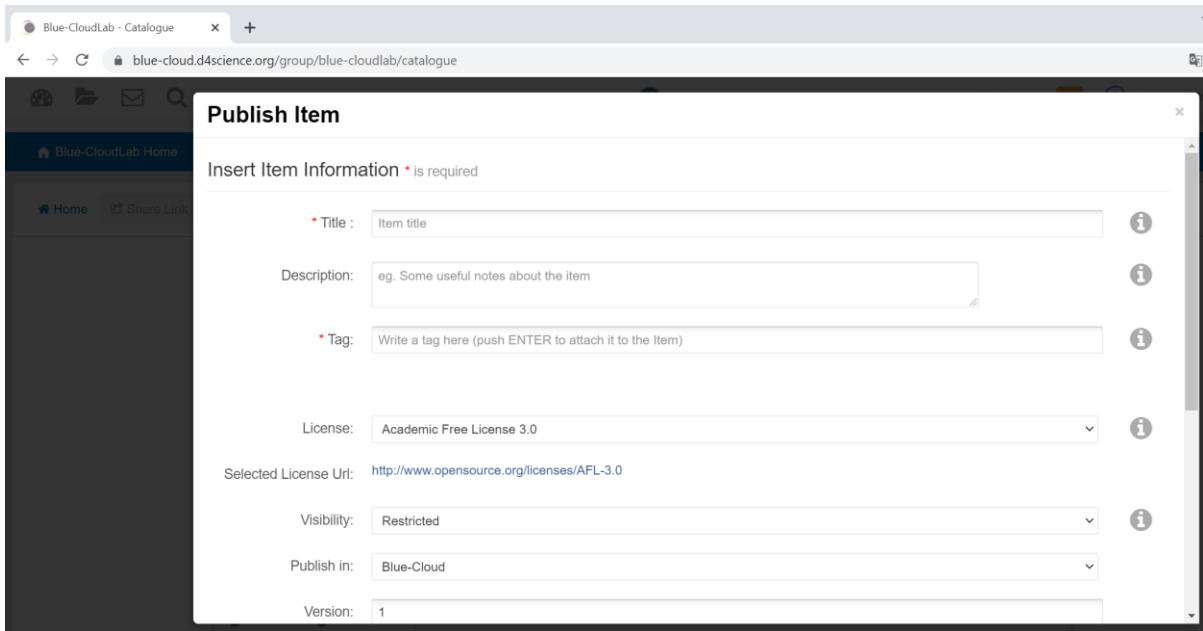 Blue-CloudLab - Catalogue
blue-cloud.d4science.org/group/blue-cloudlab/catalogue
Publish Item
Blue-CloudLab Home
Insert Item Information * is required
Home Share Link
* Title :
Item title
Description:
eg. Some useful notes about the item
* Tag:
Write a tag here (push ENTER to attach it to the Item)
License:
Academic Free License 3.0
Selected License Url:
http://www.opensource.org/licenses/AFL-3.0
Visibility:
Restricted
Publish in:
Blue-Cloud
Version:
1